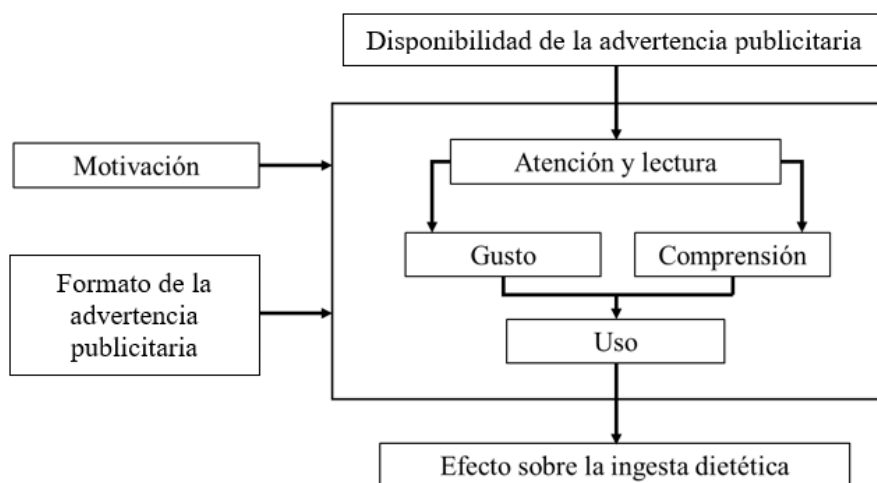 Disponibilidad de la advertencia publicitaria
Motivación
Atención y lectura
Gusto
Comprensión
Formato de la
advertencia
publicitaria
Uso
Efecto sobre la ingesta dietética